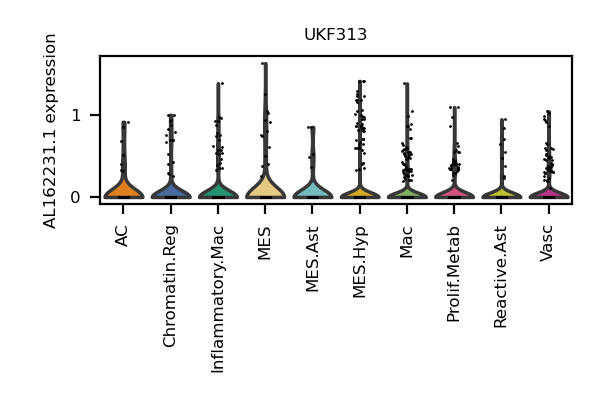 UKF313
AL162231.1 expression
1
0
AC
Chromatin.Reg
Inflammatory.Mac
MES
MES.Ast
MES.Hyp
Mac
Prolif.Metab
Reactive.Ast
Vasc